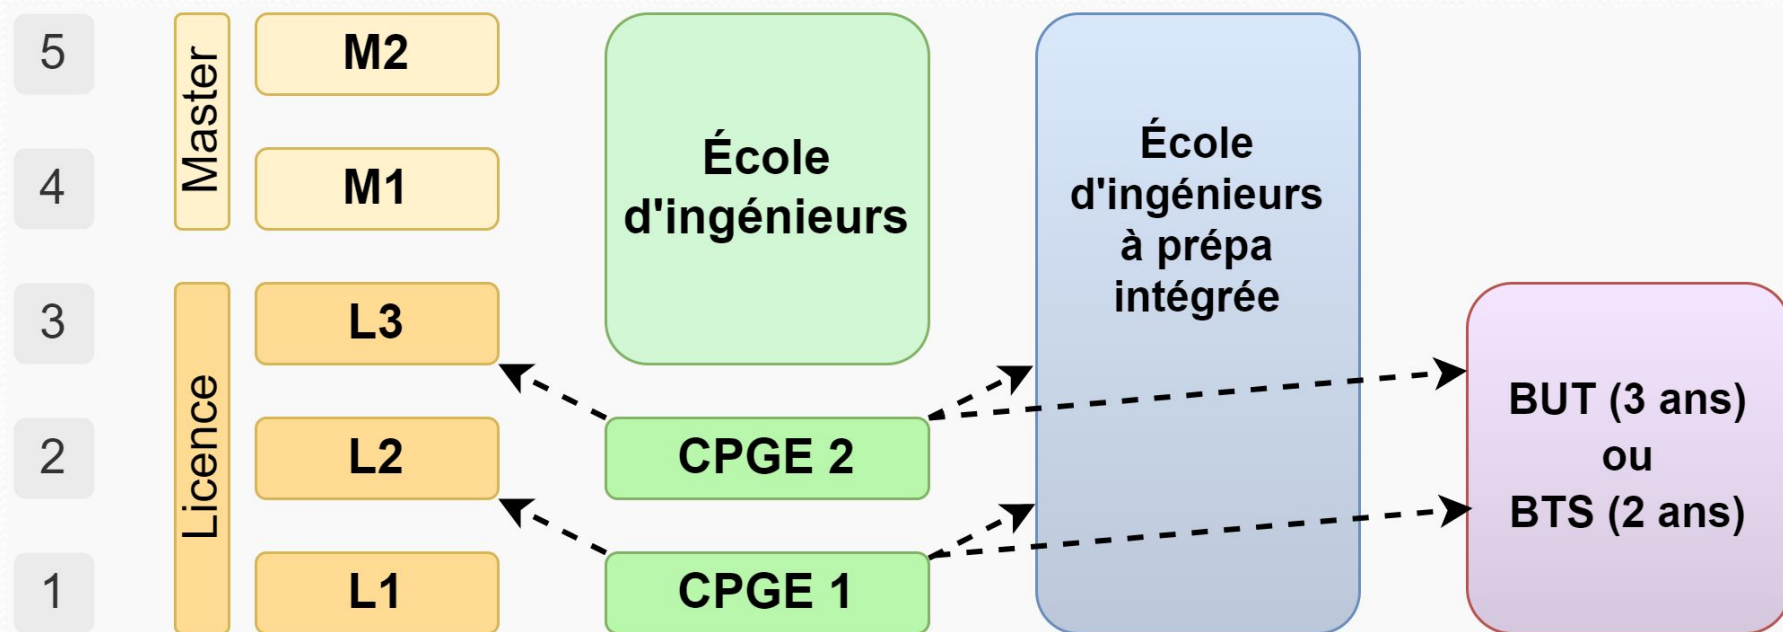 5
Master
M2
École
d'ingénieurs
École
d'ingénieurs
à prépa
intégrée
4
M1
3
Licence
L3
BUT (3 ans)
ou
BTS (2 ans)
2
L2
CPGE 2
1
L1
CPGE 1